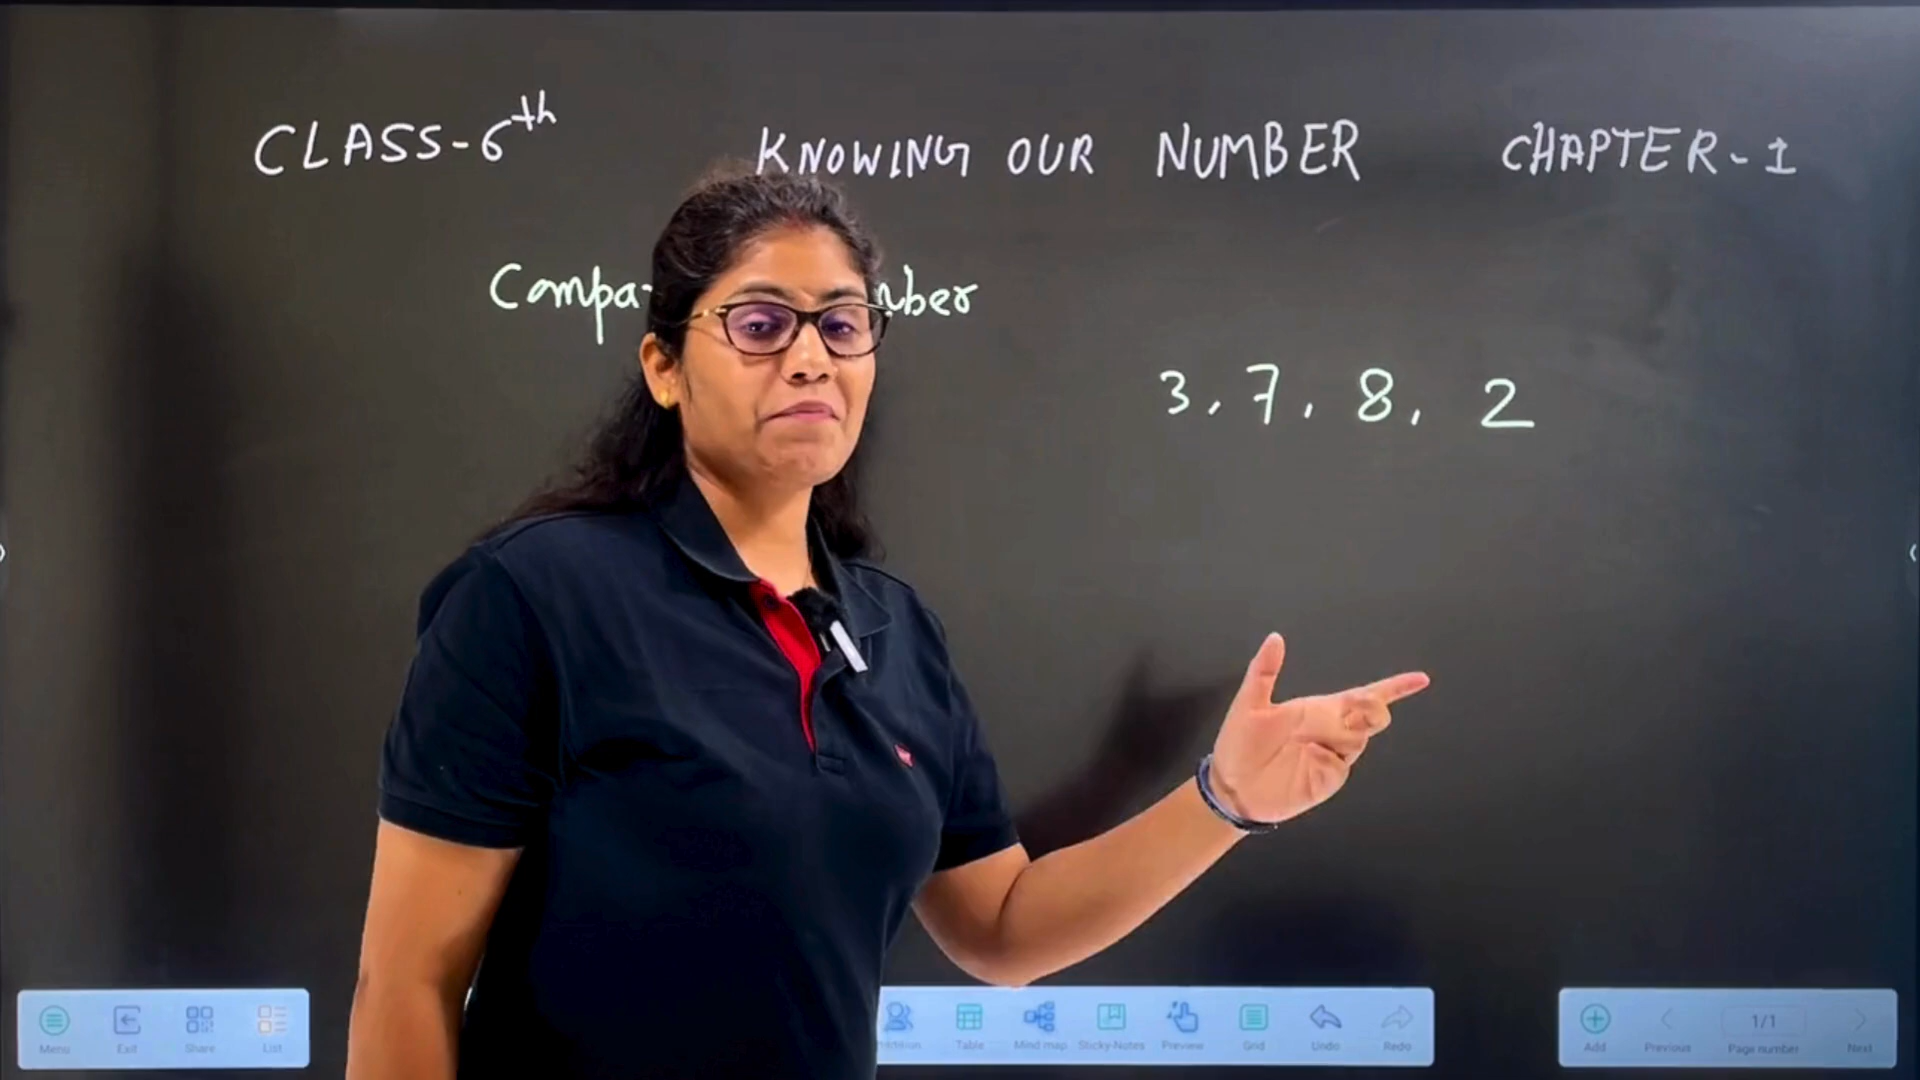 CLASS-6th KNOWING OUR NUMBER CHAPTER-1
3, 7, 8, 2
Menu Exit Share List Table Mind map Sticky-Notes Preview Grid Undo Redo Add Previous 1/1 Page number Next